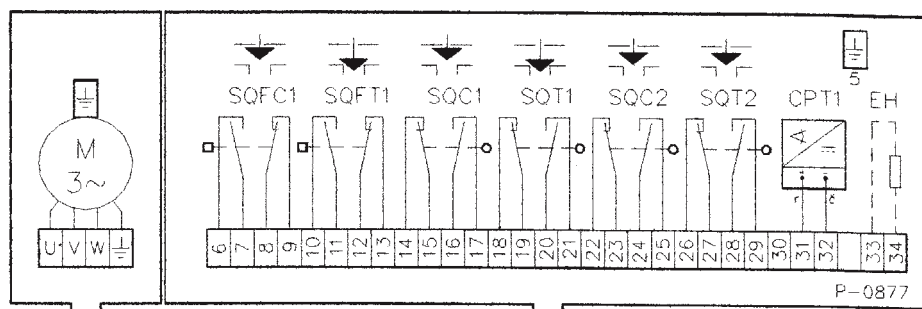 5
SQFC1 SQFT1 SQC1 SQT1 SQC2 SQT2 CPT1 EH
M
3~
U V W
6 7 8 9 10 11 12 13 14 15 16 17 18 19 20 21 22 23 24 25 26 27 28 29 30 31 32 33 34
P-0877